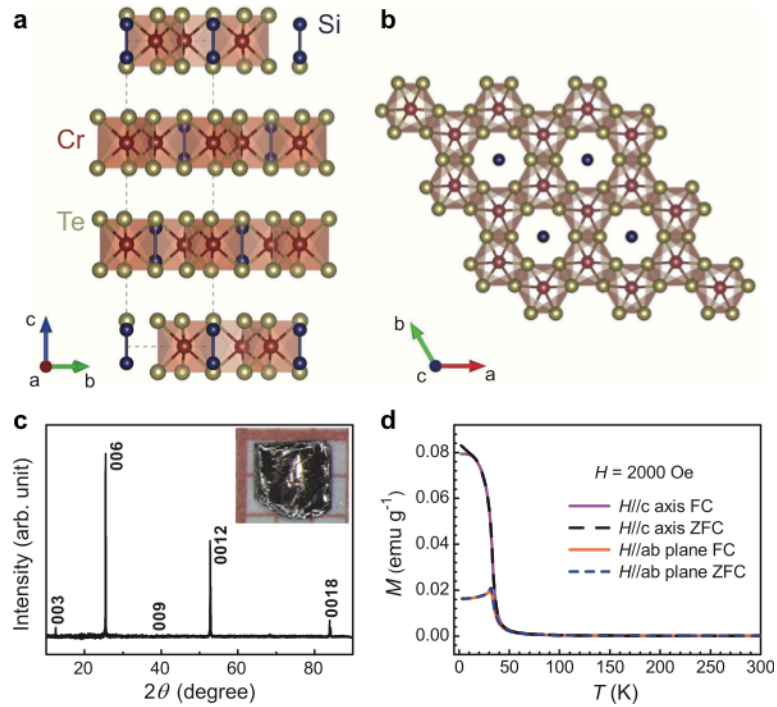 a
Si
Cr
Te
c
a
b
b
b
c
a
c
Intensity (arb. unit)
003
006
009
0012
0018
20
40
60
80
2θ (degree)
d
M (emu g⁻¹)
0.08
0.06
0.04
0.02
0.00
H = 2000 Oe
H//c axis FC
H//c axis ZFC
H//ab plane FC
H//ab plane ZFC
0
50
100
150
200
250
300
T (K)